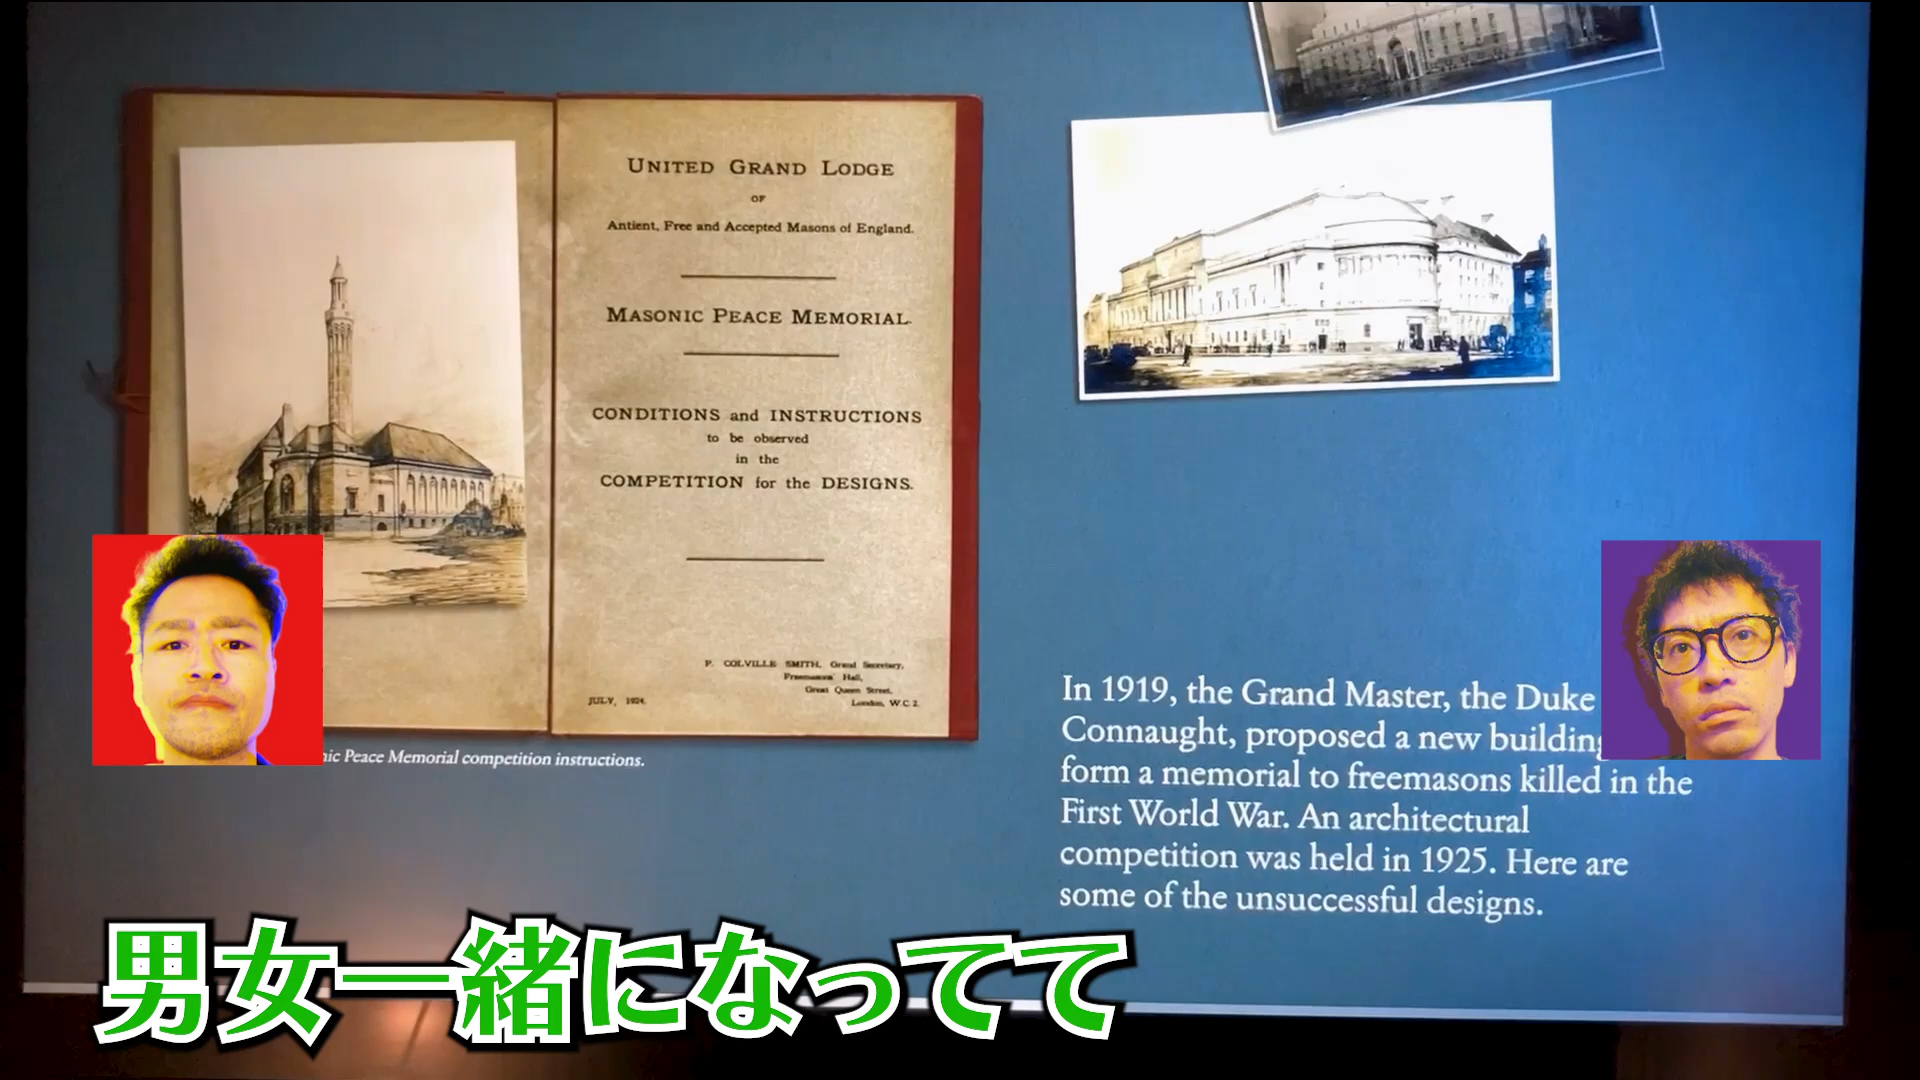 UNITED GRAND LODGE
OF
Antient, Free and Accepted Masons of England.
MASONIC PEACE MEMORIAL.
CONDITIONS and INSTRUCTIONS
to be observed
in the
COMPETITION for the DESIGNS.
P. COLVILLE SMITH, Grand Secretary,
Freemasons' Hall,
Great Queen Street,
London, W.C.2.
JULY, 1924.
nic Peace Memorial competition instructions.
In 1919, the Grand Master, the Duke
Connaught, proposed a new building
form a memorial to freemasons killed in the
First World War. An architectural
competition was held in 1925. Here are
some of the unsuccessful designs.
男女一緒になってて